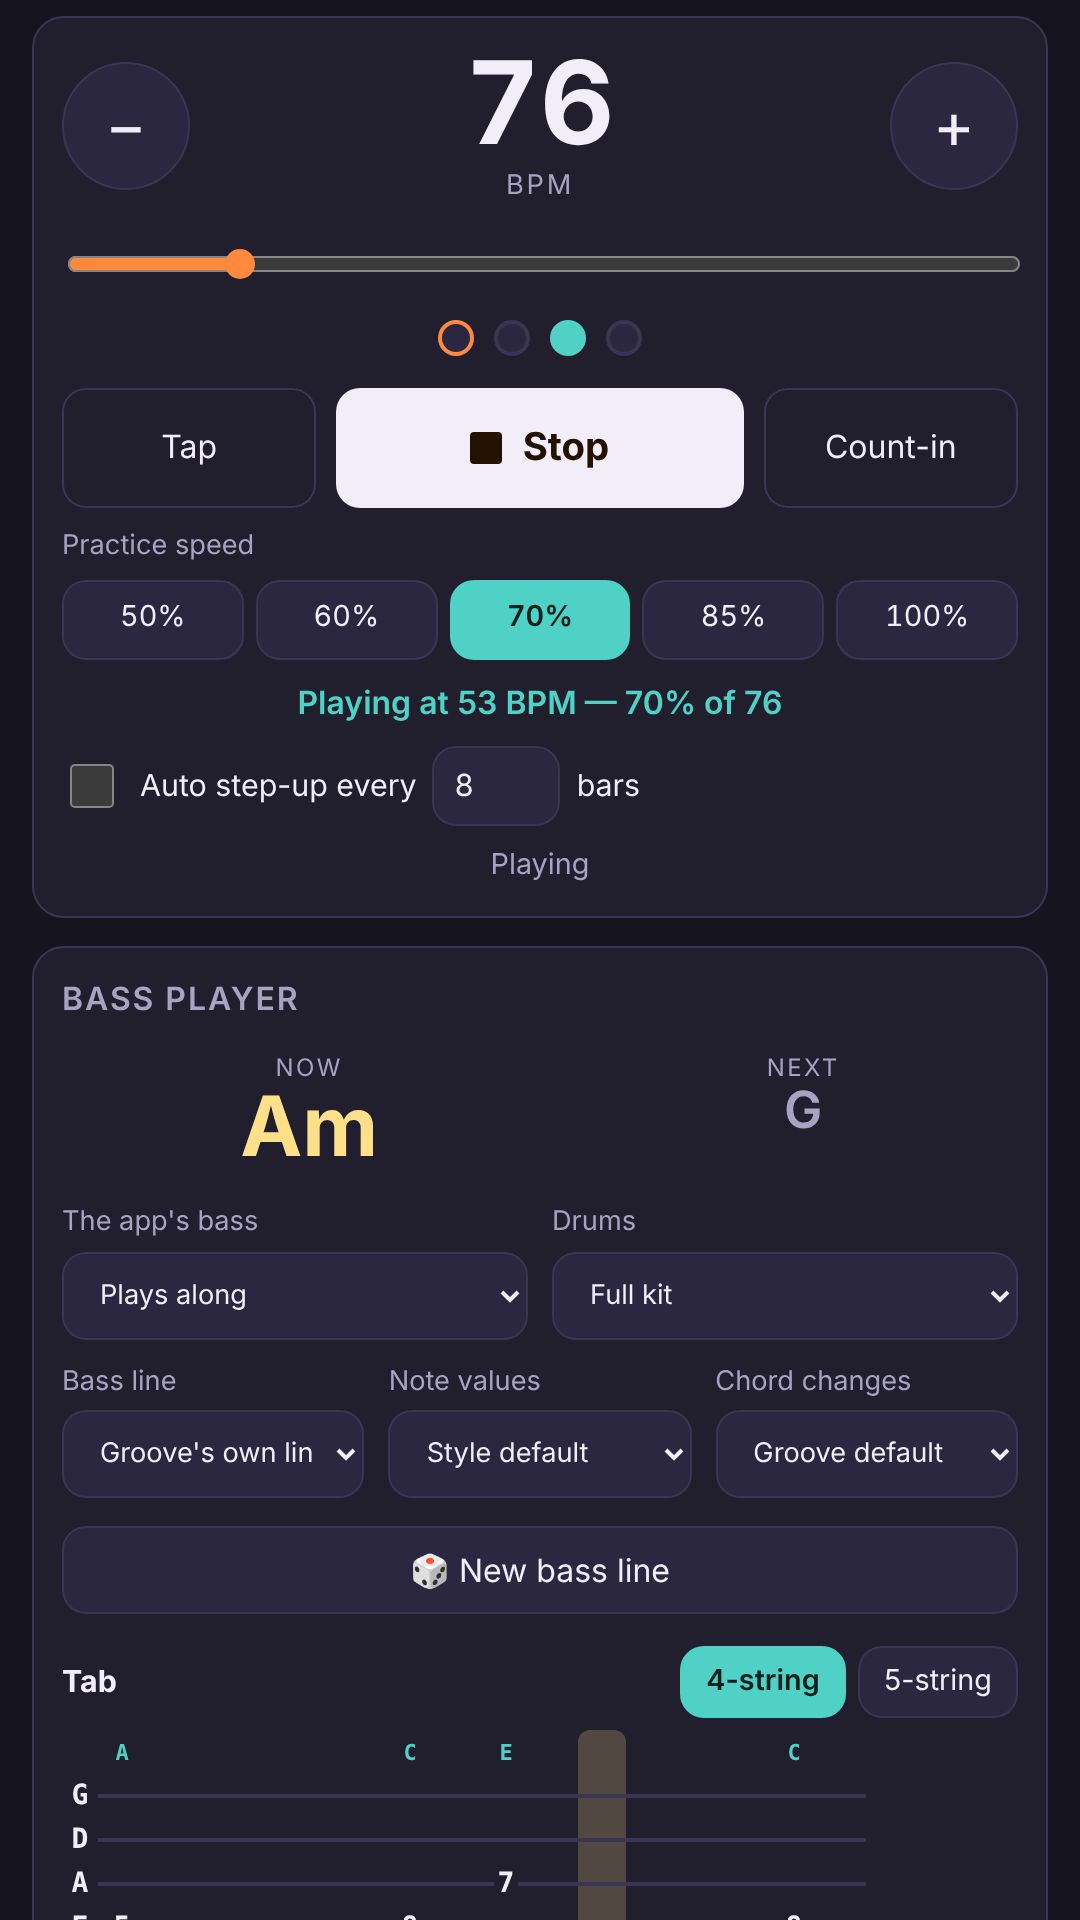 −
76
+
BPM
Tap
Stop
Count-in
Practice speed
50%
60%
70%
85%
100%
Playing at 53 BPM — 70% of 76
Auto step-up every 8 bars
Playing
BASS PLAYER
NOW
NEXT
Am
G
The app's bass
Drums
Plays along
Full kit
Bass line
Note values
Chord changes
Groove's own lin
Style default
Groove default
New bass line
Tab
4-string
5-string
A C E C
G
D
A 7